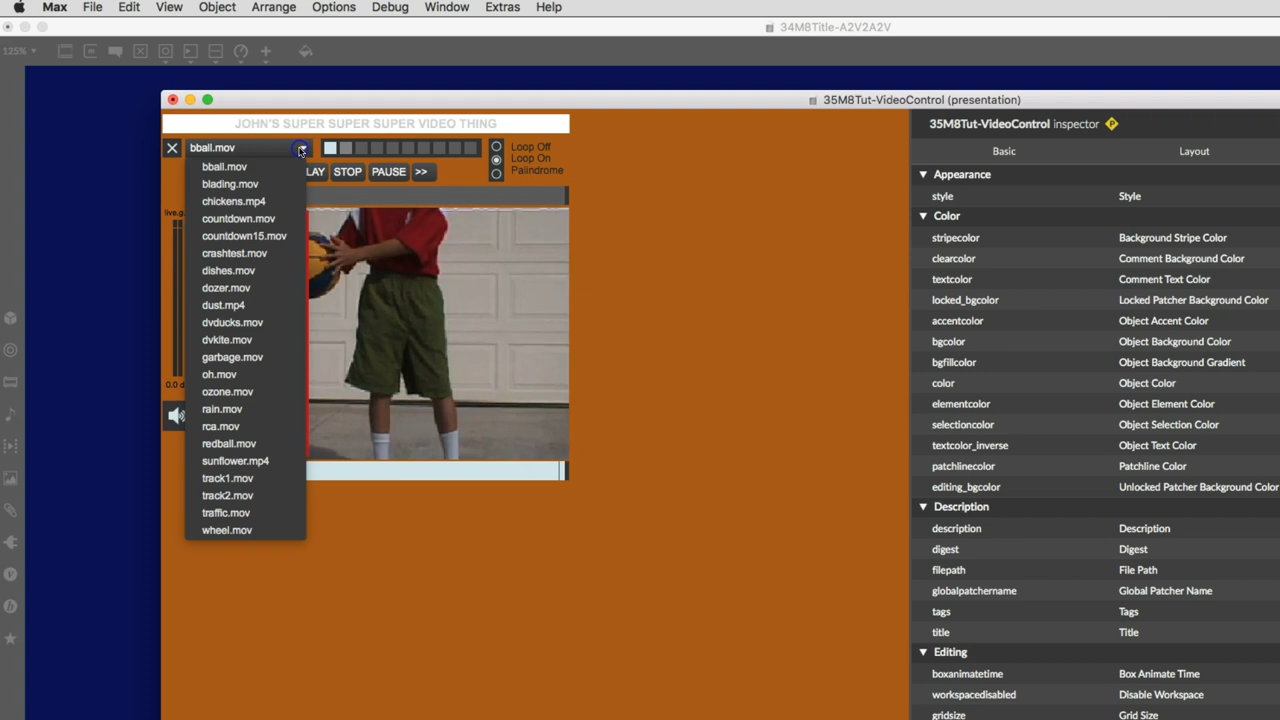 Max File Edit View Object Arrange Options Debug Window Extras Help
34M8Title-A2V2A2V
125%
35M8Tut-VideoControl (presentation)
JOHN'S SUPER SUPER SUPER VIDEO THING
35M8Tut-VideoControl inspector
bball.mov
Loop Off
Loop On
Palindrome
Basic Layout
LAY STOP PAUSE >>
bball.mov
blading.mov
chickens.mp4
countdown.mov
countdown15.mov
crashtest.mov
dishes.mov
dozer.mov
dust.mp4
dvducks.mov
dvkite.mov
garbage.mov
oh.mov
ozone.mov
rain.mov
rca.mov
redball.mov
sunflower.mp4
track1.mov
track2.mov
traffic.mov
wheel.mov
live.g
0.0 d
Appearance
style Style
Color
stripecolor Background Stripe Color
clearcolor Comment Background Color
textcolor Comment Text Color
locked_bgcolor Locked Patcher Background Color
accentcolor Object Accent Color
bgcolor Object Background Color
bgfillcolor Object Background Gradient
color Object Color
elementcolor Object Element Color
selectioncolor Object Selection Color
textcolor_inverse Object Text Color
patchlinecolor Patchline Color
editing_bgcolor Unlocked Patcher Background Color
Description
description Description
digest Digest
filepath File Path
globalpatchername Global Patcher Name
tags Tags
title Title
Editing
boxanimatetime Box Animate Time
workspacedisabled Disable Workspace
gridsize Grid Size